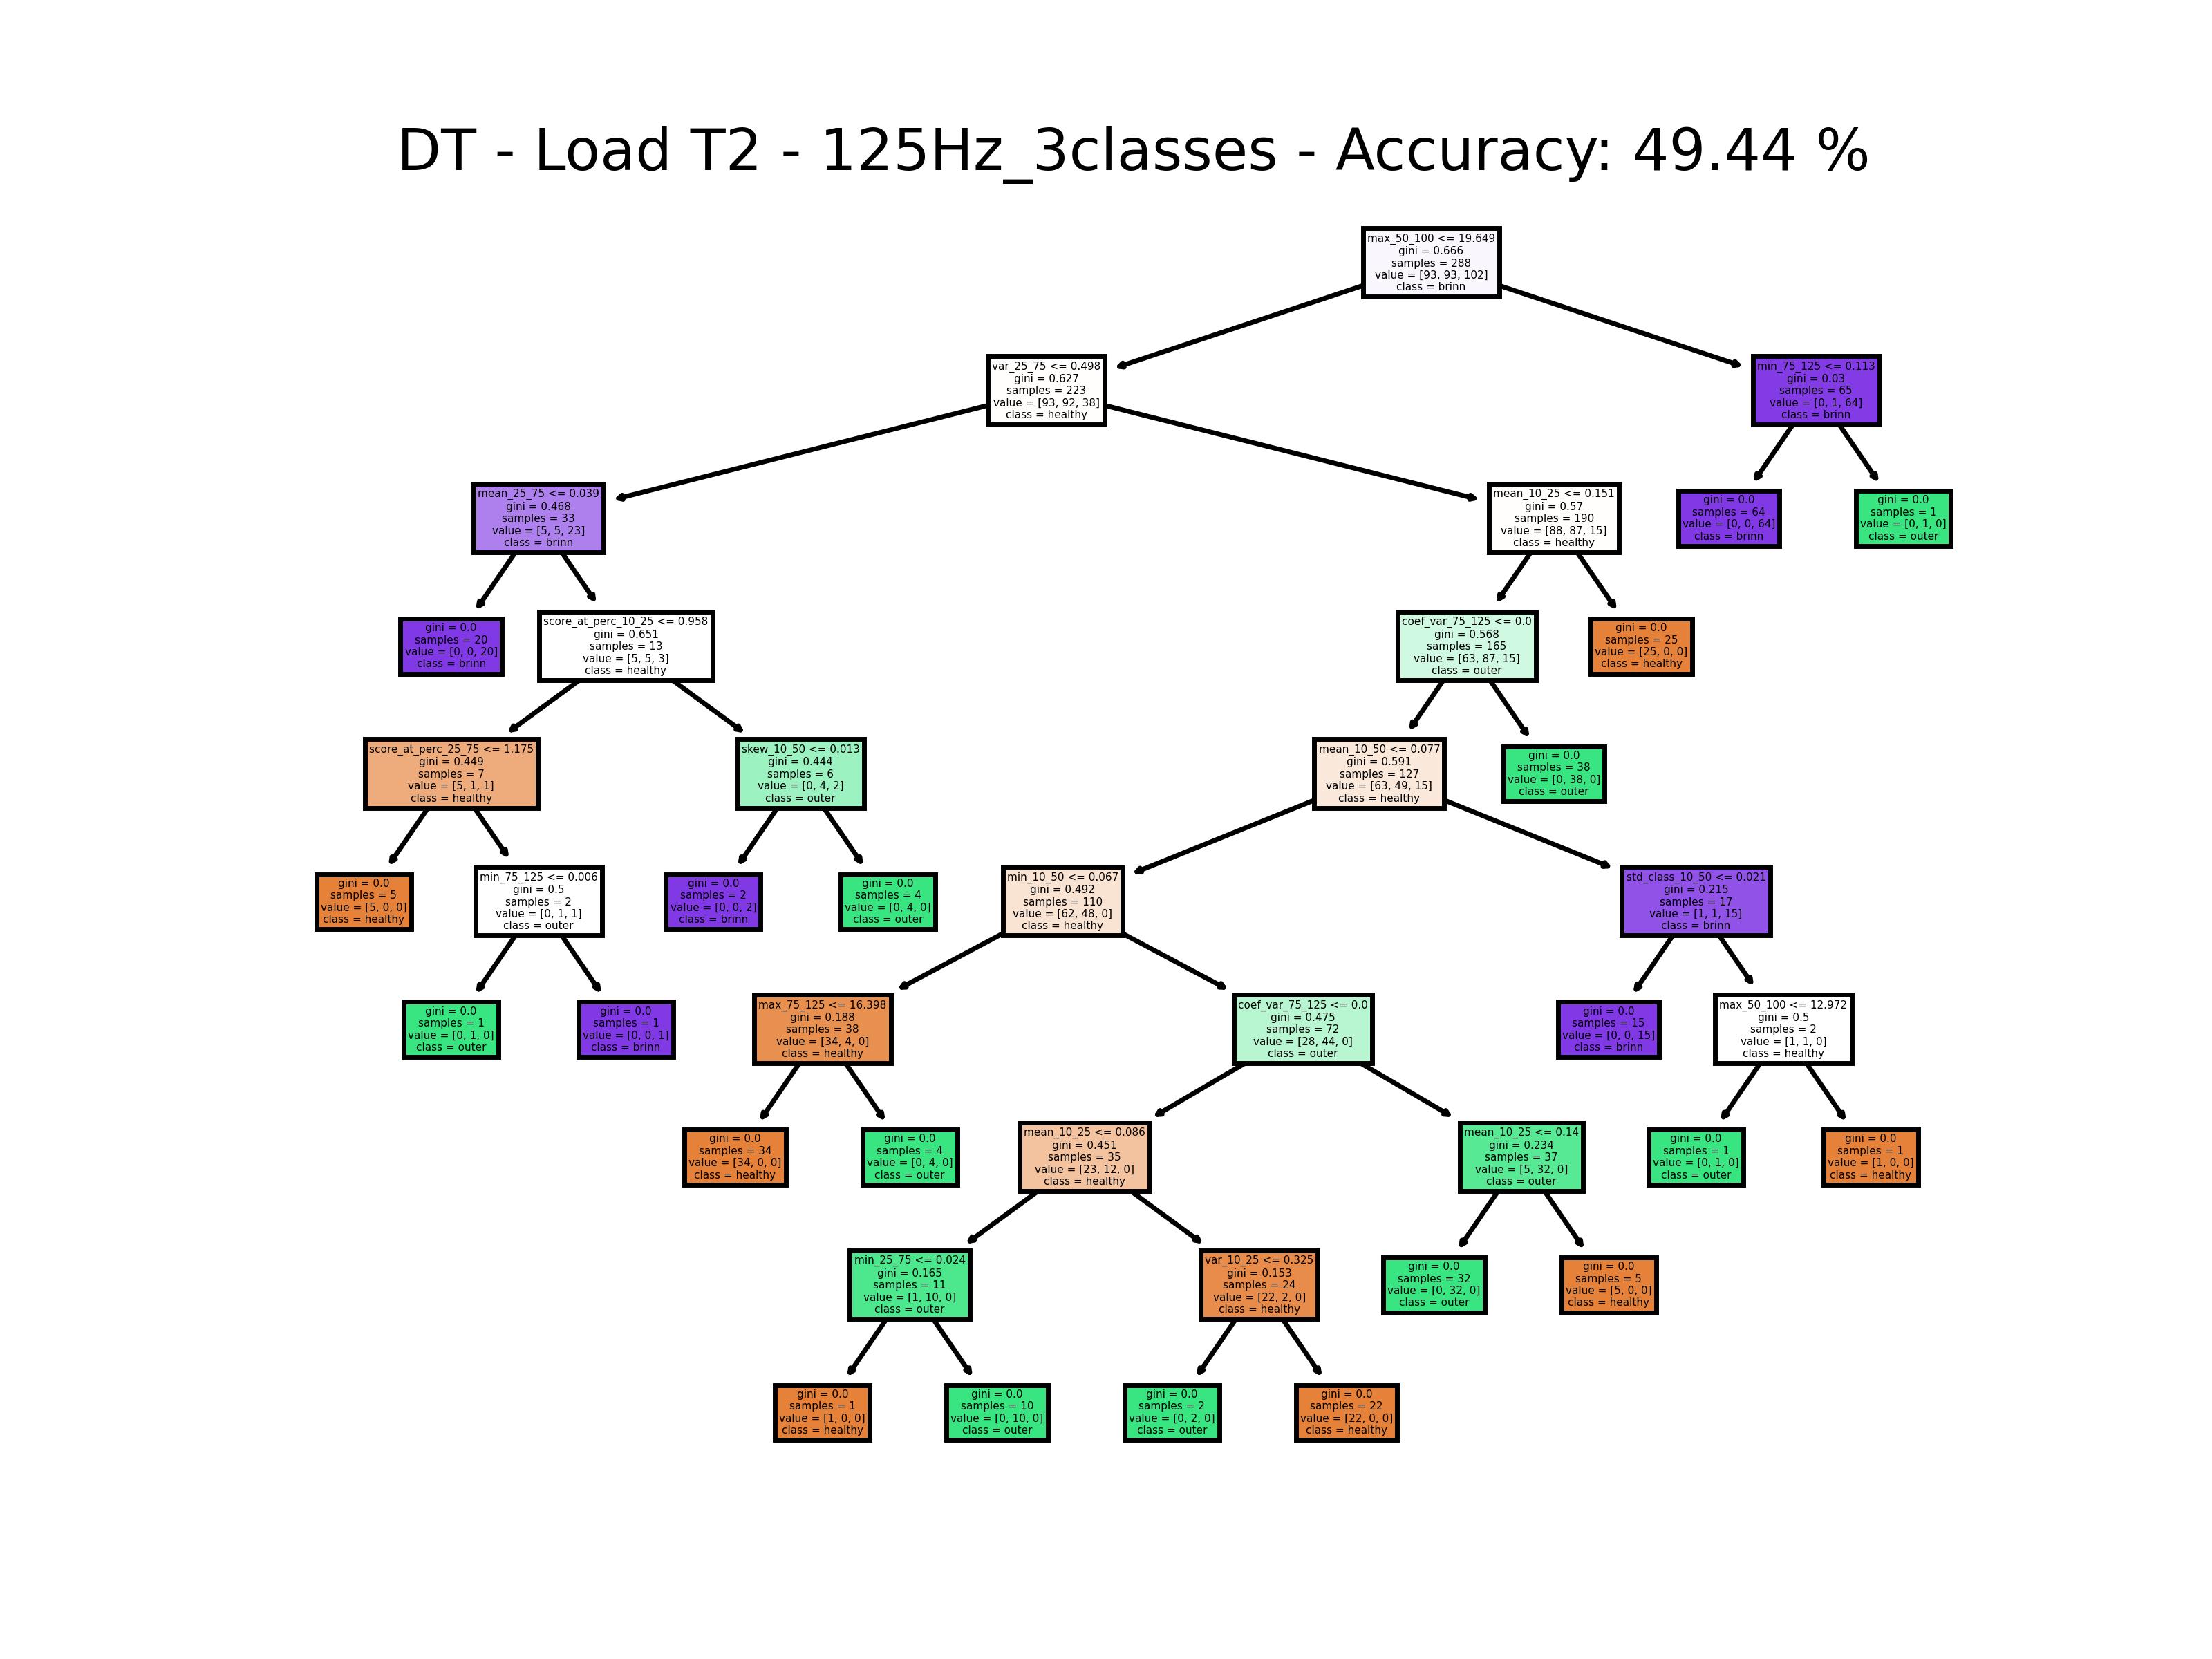 DT - Load T2 - 125Hz_3classes - Accuracy: 49.44 %
max_50_100 <= 19.649
gini = 0.666
samples = 288
value = [93, 93, 102]
class = brinn
var_25_75 <= 0.498
gini = 0.627
samples = 223
value = [93, 92, 38]
class = healthy
min_75_125 <= 0.113
gini = 0.03
samples = 65
value = [0, 1, 64]
class = brinn
mean_25_75 <= 0.039
gini = 0.468
samples = 33
value = [5, 5, 23]
class = brinn
mean_10_25 <= 0.151
gini = 0.57
samples = 190
value = [88, 87, 15]
class = healthy
gini = 0.0
samples = 64
value = [0, 0, 64]
class = brinn
gini = 0.0
samples = 1
value = [0, 1, 0]
class = outer
gini = 0.0
samples = 20
value = [0, 0, 20]
class = brinn
score_at_perc_10_25 <= 0.958
gini = 0.651
samples = 13
value = [5, 5, 3]
class = healthy
coef_var_75_125 <= 0.0
gini = 0.568
samples = 165
value = [63, 87, 15]
class = outer
gini = 0.0
samples = 25
value = [25, 0, 0]
class = healthy
score_at_perc_25_75 <= 1.175
gini = 0.449
samples = 7
value = [5, 1, 1]
class = healthy
skew_10_50 <= 0.013
gini = 0.444
samples = 6
value = [0, 4, 2]
class = outer
mean_10_50 <= 0.077
gini = 0.591
samples = 127
value = [63, 49, 15]
class = healthy
gini = 0.0
samples = 38
value = [0, 38, 0]
class = outer
gini = 0.0
samples = 5
value = [5, 0, 0]
class = healthy
min_75_125 <= 0.006
gini = 0.5
samples = 2
value = [0, 1, 1]
class = outer
gini = 0.0
samples = 2
value = [0, 0, 2]
class = brinn
gini = 0.0
samples = 4
value = [0, 4, 0]
class = outer
min_10_50 <= 0.067
gini = 0.492
samples = 110
value = [62, 48, 0]
class = healthy
std_class_10_50 <= 0.021
gini = 0.215
samples = 17
value = [1, 1, 15]
class = brinn
gini = 0.0
samples = 1
value = [0, 1, 0]
class = outer
gini = 0.0
samples = 1
value = [0, 0, 1]
class = brinn
max_75_125 <= 16.398
gini = 0.188
samples = 38
value = [34, 4, 0]
class = healthy
coef_var_75_125 <= 0.0
gini = 0.475
samples = 72
value = [28, 44, 0]
class = outer
gini = 0.0
samples = 15
value = [0, 0, 15]
class = brinn
max_50_100 <= 12.972
gini = 0.5
samples = 2
value = [1, 1, 0]
class = healthy
gini = 0.0
samples = 34
value = [34, 0, 0]
class = healthy
gini = 0.0
samples = 4
value = [0, 4, 0]
class = outer
mean_10_25 <= 0.086
gini = 0.451
samples = 35
value = [23, 12, 0]
class = healthy
mean_10_25 <= 0.14
gini = 0.234
samples = 37
value = [5, 32, 0]
class = outer
gini = 0.0
samples = 1
value = [0, 1, 0]
class = outer
gini = 0.0
samples = 1
value = [1, 0, 0]
class = healthy
min_25_75 <= 0.024
gini = 0.165
samples = 11
value = [1, 10, 0]
class = outer
var_10_25 <= 0.325
gini = 0.153
samples = 24
value = [22, 2, 0]
class = healthy
gini = 0.0
samples = 32
value = [0, 32, 0]
class = outer
gini = 0.0
samples = 5
value = [5, 0, 0]
class = healthy
gini = 0.0
samples = 1
value = [1, 0, 0]
class = healthy
gini = 0.0
samples = 10
value = [0, 10, 0]
class = outer
gini = 0.0
samples = 2
value = [0, 2, 0]
class = outer
gini = 0.0
samples = 22
value = [22, 0, 0]
class = healthy